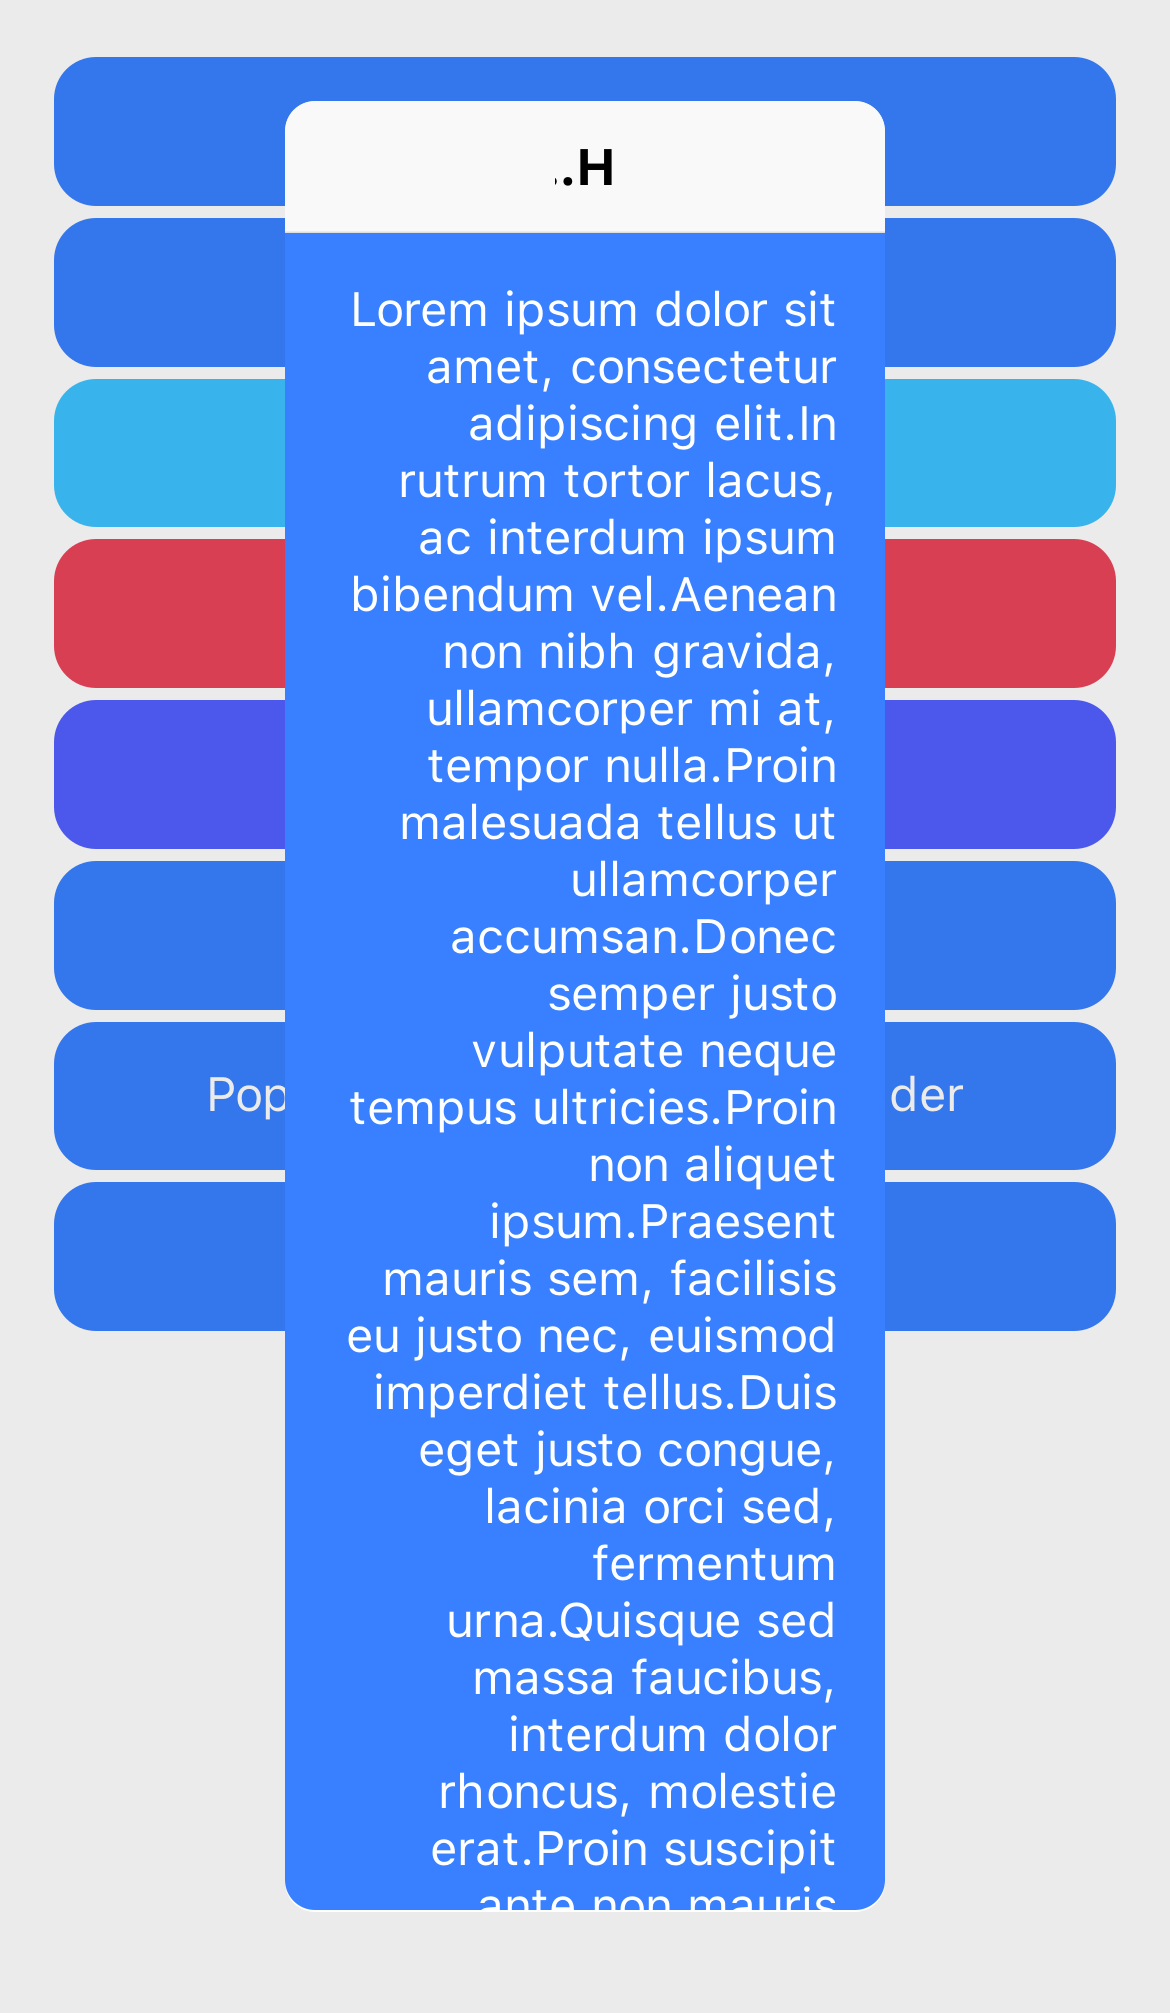 ..H
Lorem ipsum dolor sit
amet, consectetur
adipiscing elit.In
rutrum tortor lacus,
ac interdum ipsum
bibendum vel.Aenean
non nibh gravida,
ullamcorper mi at,
tempor nulla.Proin
malesuada tellus ut
ullamcorper
accumsan.Donec
semper justo
vulputate neque
tempus ultricies.Proin
non aliquet
ipsum.Praesent
mauris sem, facilisis
eu justo nec, euismod
imperdiet tellus.Duis
eget justo congue,
lacinia orci sed,
fermentum
urna.Quisque sed
massa faucibus,
interdum dolor
rhoncus, molestie
erat.Proin suscipit
ante non mauris
Pop der